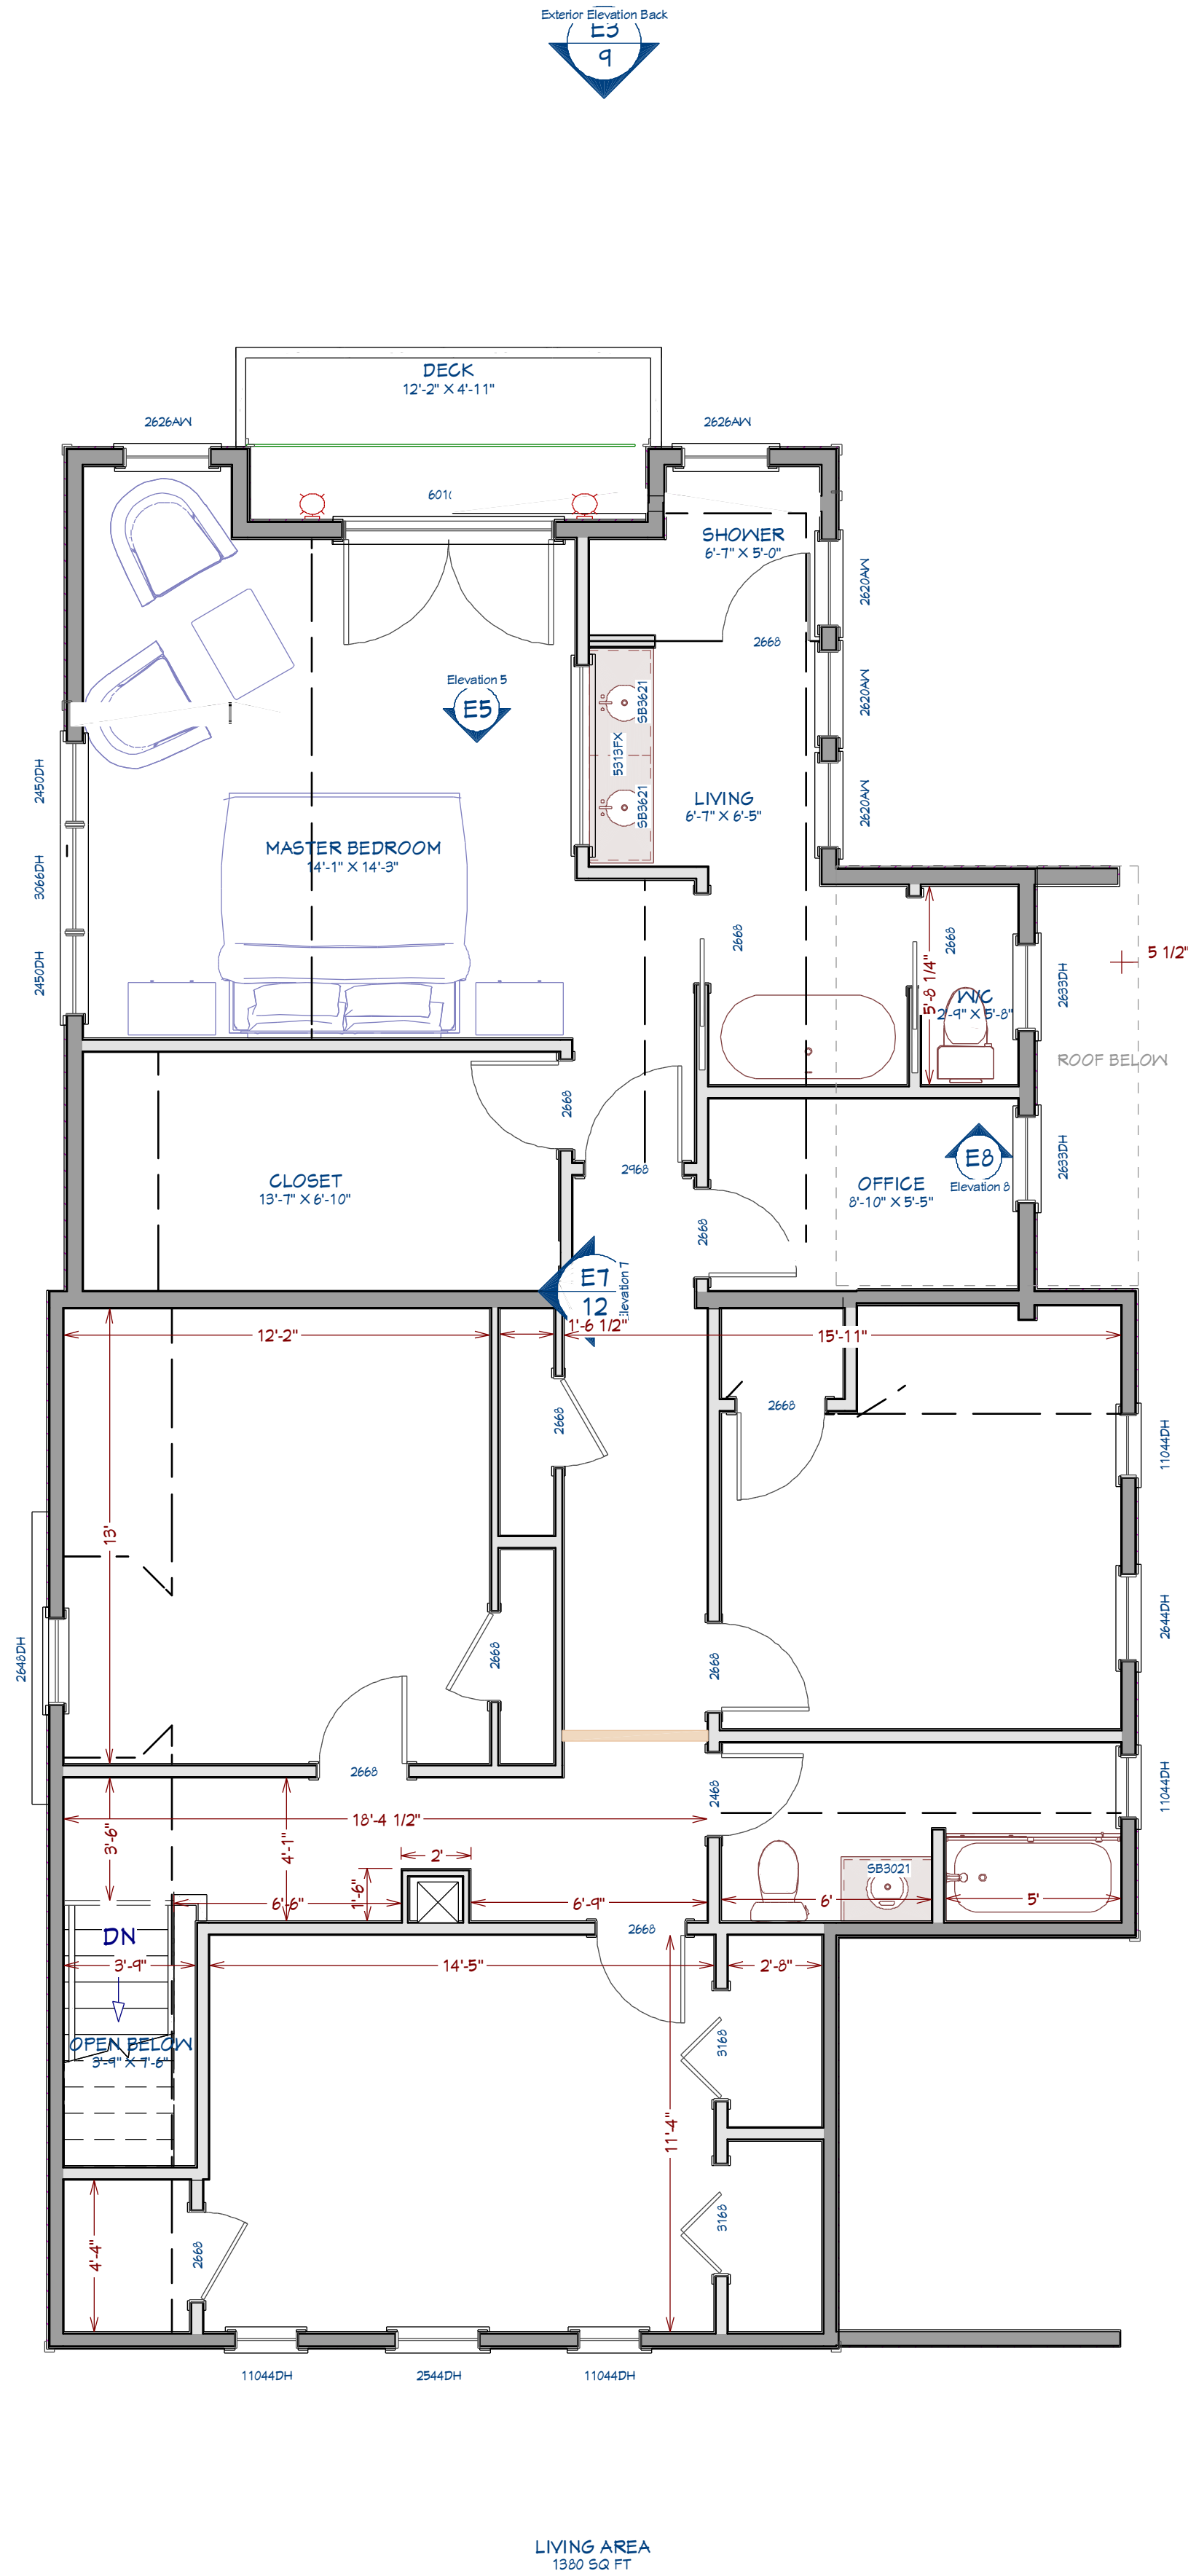 Exterior Elevation Back
E3
9
DECK
12'-2" X 4'-11"
2626AW
2626AW
SHOWER
6'-7" X 5'-0"
2620AW
2668
Elevation 5
E5
SB3621
2620AW
5313FX
2450DH
LIVING
6'-7" X 6'-5"
SB3621
2620AW
MASTER BEDROOM
14'-1" X 14'-3"
3066DH
2668
2668
5 1/2"
2450DH
5'-8 1/4"
W/C
2'-9" X 5'-8"
2633DH
ROOF BELOW
2668
2968
E8
Elevation 8
2633DH
CLOSET
13'-7" X 6'-10"
OFFICE
8'-10" X 5'-5"
2668
E7
12
12'-2"
1'-6 1/2"
15'-11"
2668
2668
11044DH
13'
2648DH
2668
2668
2644DH
2668
2468
11044DH
18'-4 1/2"
3'-6"
4'-1"
2'
1'-6"
6'-6"
6'-9"
SB3021
6'
5'
2668
DN
3'-9"
14'-5"
2'-8"
OPEN BELOW
3'-9" X 7'-6"
3168
11'-4"
3168
4'-4"
2668
11044DH
2544DH
11044DH
LIVING AREA
1380 SQ FT